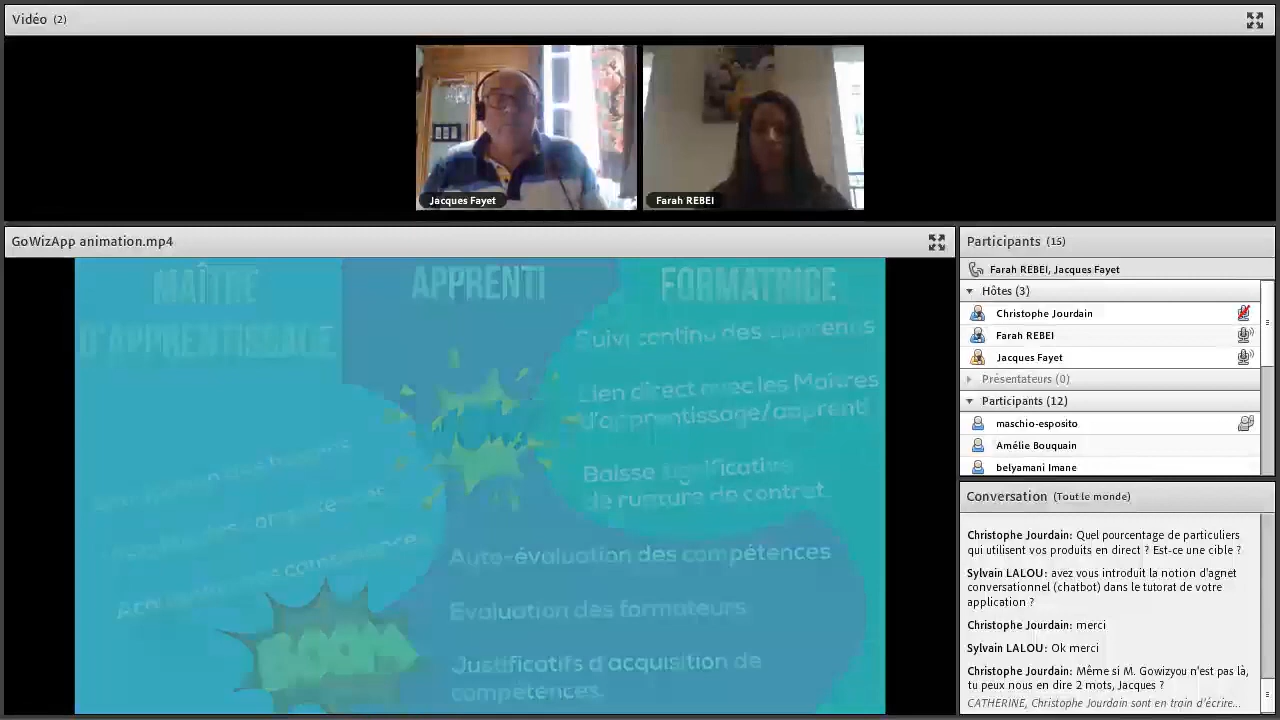 Vidéo (2)
Jacques Fayet
Farah REBEI
GoWizApp animation.mp4
MAÎTRE
D'APPRENTISSAGE
APPRENTI
FORMATRICE
Suivi continu des apprentis
Lien direct avec les Maîtres
d'apprentissage/apprenti
Baisse significative
de rupture de contrat.
Auto-évaluation des compétences
Evaluation des formateurs
Justificatifs d'acquisition de
compétences.
BOOM
Participants (15)
Farah REBEI, Jacques Fayet
Hôtes (3)
Christophe Jourdain
Farah REBEI
Jacques Fayet
Présentateurs (0)
Participants (12)
maschio-esposito
Amélie Bouquain
belyamani Imane
Conversation (Tout le monde)
Christophe Jourdain: Quel pourcentage de particuliers
qui utilisent vos produits en direct ? Est-ce une cible ?
Sylvain LALOU: avez vous introduit la notion d'agnet
conversationnel (chatbot) dans le tutorat de votre
application ?
Christophe Jourdain: merci
Sylvain LALOU: Ok merci
Christophe Jourdain: Même si M. Gowizyou n'est pas là,
tu peux nous en dire 2 mots, Jacques ?
CATHERINE, Christophe Jourdain sont en train d'écrire...